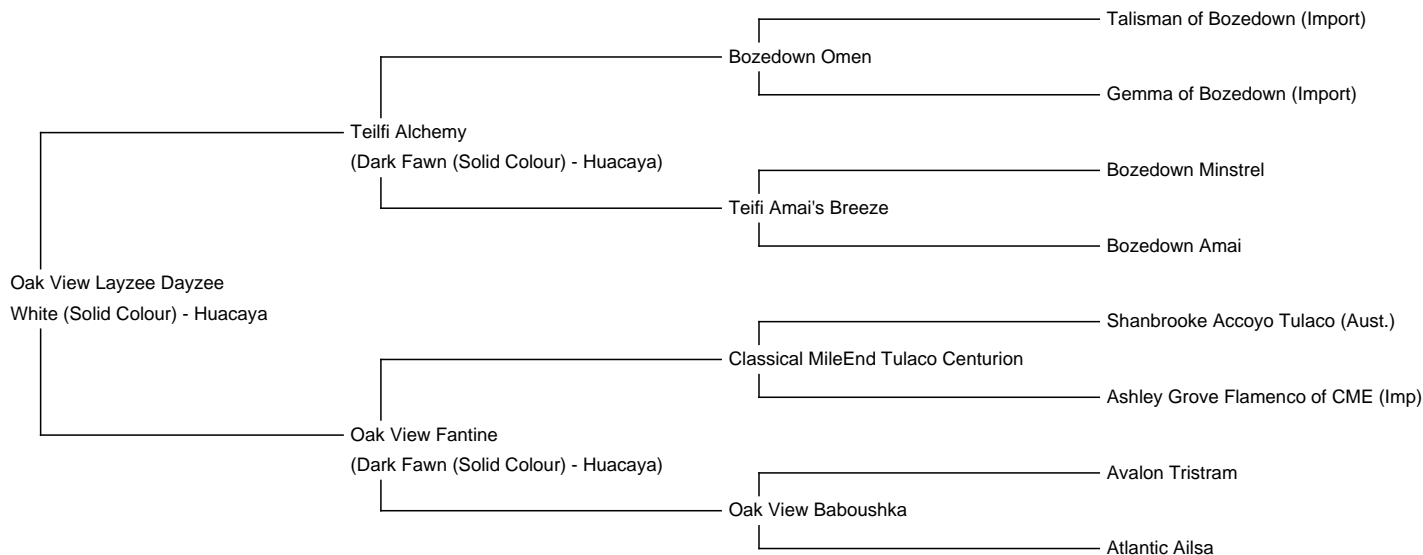 Talisman of Bozedown (Import)
Bozedown Omen
Gemma of Bozedown (Import)
Teilfi Alchemy
(Dark Fawn (Solid Colour) - Huacaya)
Bozedown Minstrel
Teifi Amai's Breeze
Bozedown Amai
Oak View Layzee Dayzee
White (Solid Colour) - Huacaya
Shanbrooke Accoyo Tulaco (Aust.)
Classical MileEnd Tulaco Centurion
Ashley Grove Flamenco of CME (Imp)
Oak View Fantine
(Dark Fawn (Solid Colour) - Huacaya)
Avalon Tristram
Oak View Baboushka
Atlantic Ailsa